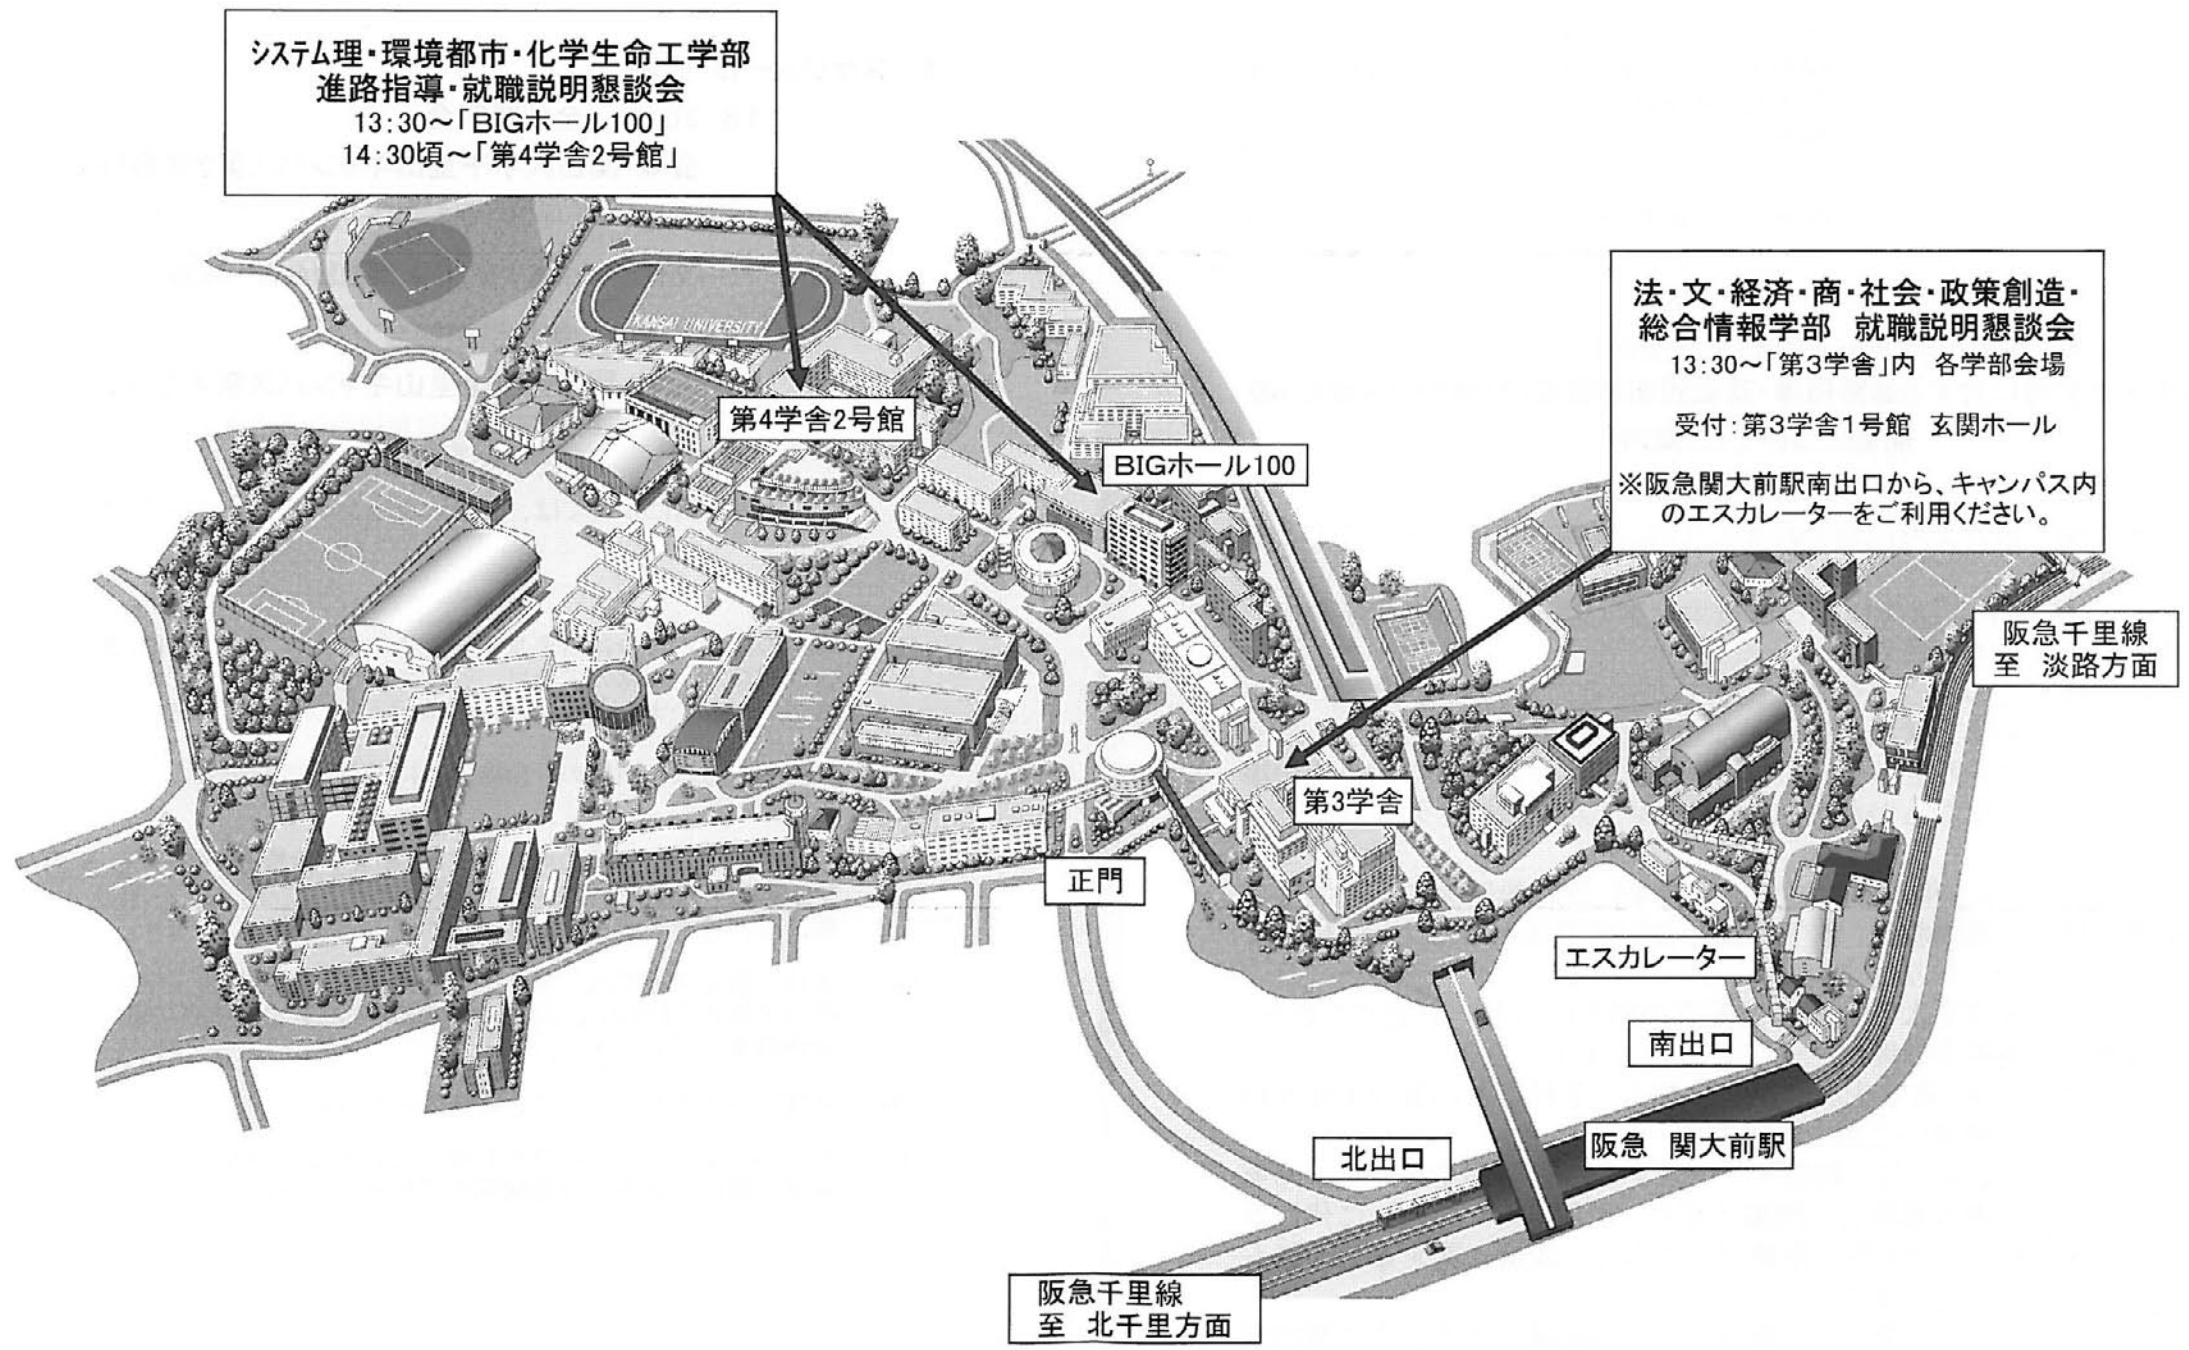 システム理・環境都市・化学生命工学部
進路指導・就職説明懇談会
13:30～「BIGホール100」
14:30頃～「第4学舎2号館」
法・文・経済・商・社会・政策創造・
総合情報学部　就職説明懇談会
13:30～「第3学舎」内　各学部会場
受付:第3学舎1号館　玄関ホール
※阪急関大前駅南出口から、キャンパス内
のエスカレーターをご利用ください。
KANSAI UNIVERSITY
第4学舎2号館
BIGホール100
阪急千里線
至　淡路方面
第3学舎
正門
エスカレーター
南出口
阪急　関大前駅
北出口
阪急千里線
至　北千里方面